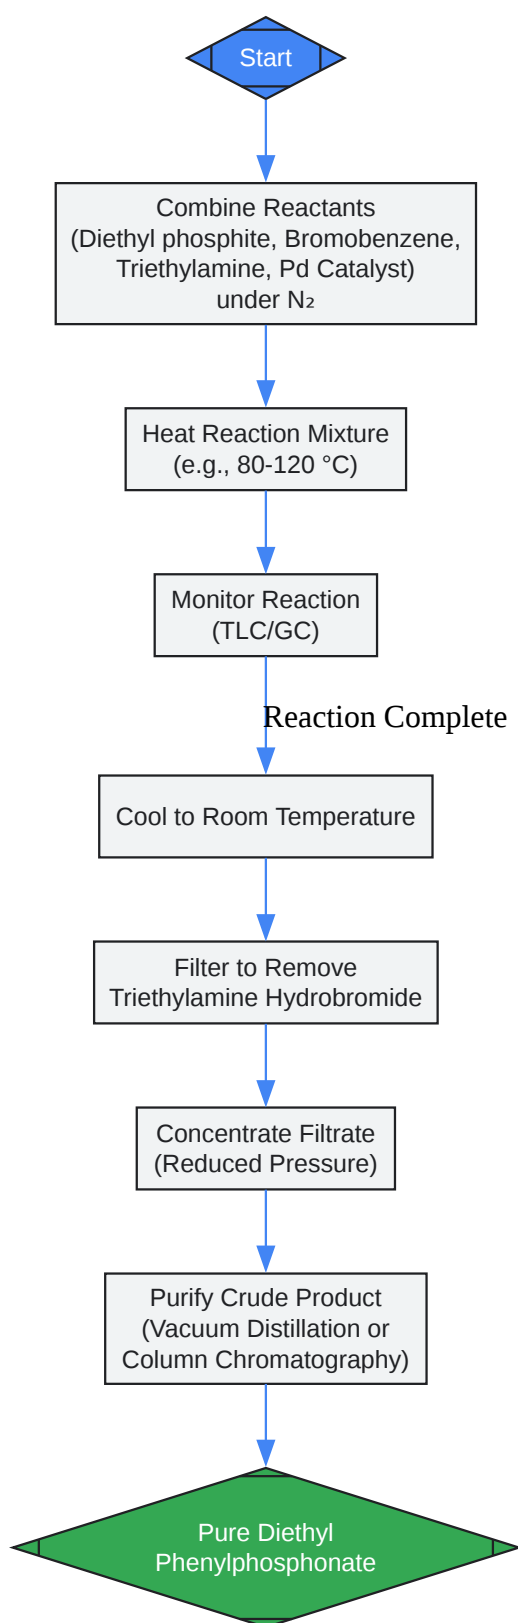 Start
Combine Reactants
(Diethyl phosphite, Bromobenzene,
Triethylamine, Pd Catalyst)
under N₂
Heat Reaction Mixture
(e.g., 80-120 °C)
Monitor Reaction
(TLC/GC)
Reaction Complete
Cool to Room Temperature
Filter to Remove
Triethylamine Hydrobromide
Concentrate Filtrate
(Reduced Pressure)
Purify Crude Product
(Vacuum Distillation or
Column Chromatography)
Pure Diethyl
Phenylphosphonate